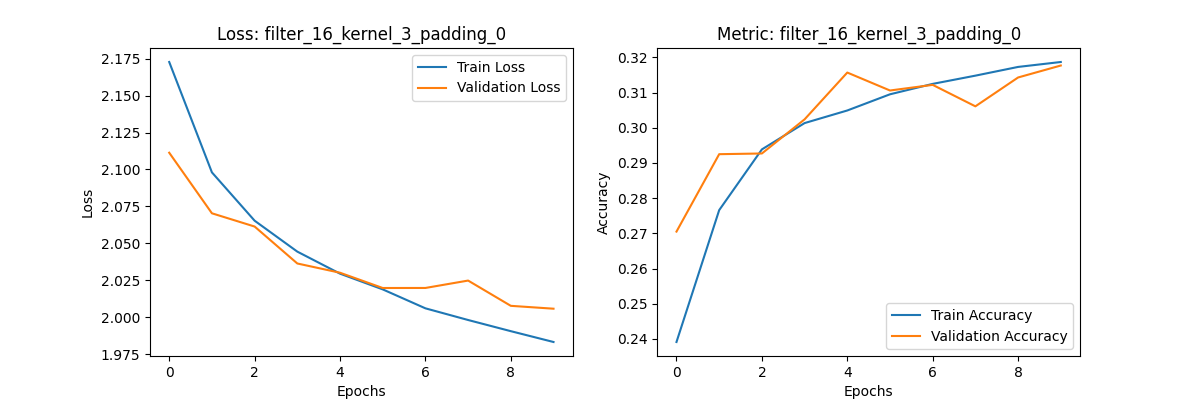 Loss: filter_16_kernel_3_padding_0
2.175
2.150
2.125
2.100
2.075
2.050
2.025
2.000
1.975
Loss
0 2 4 6 8
Epochs
Train Loss
Validation Loss
Metric: filter_16_kernel_3_padding_0
0.32
0.31
0.30
0.29
0.28
0.27
0.26
0.25
0.24
Accuracy
0 2 4 6 8
Epochs
Train Accuracy
Validation Accuracy